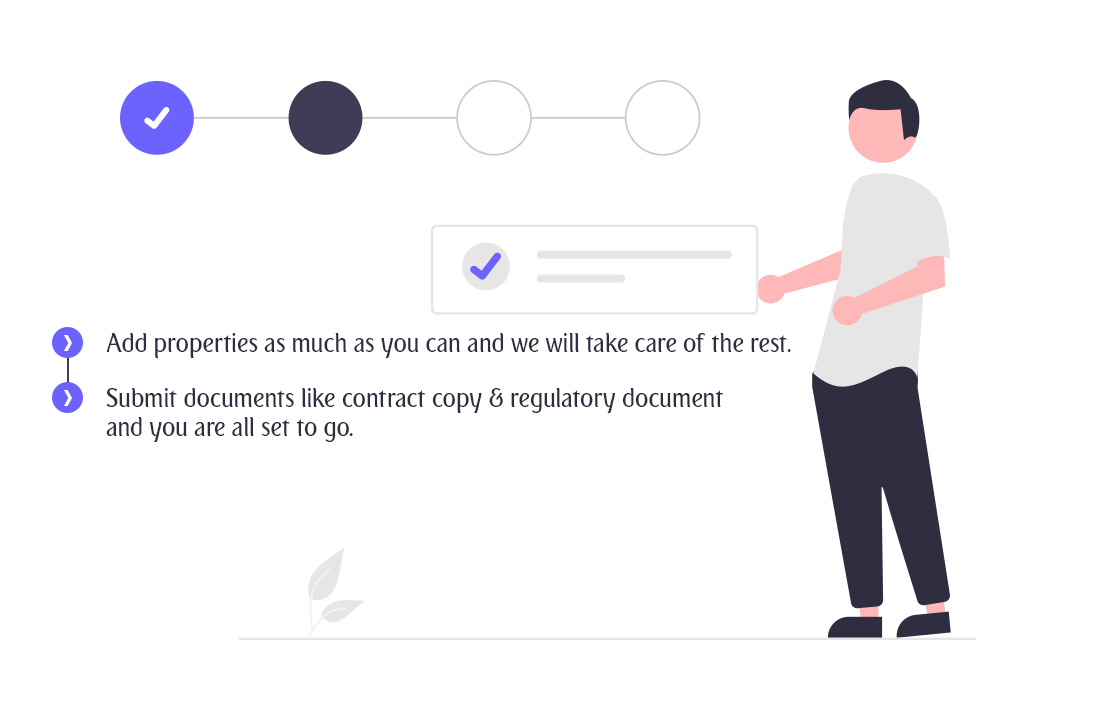 Add properties as much as you can and we will take care of the rest.
Submit documents like contract copy & regulatory document
and you are all set to go.